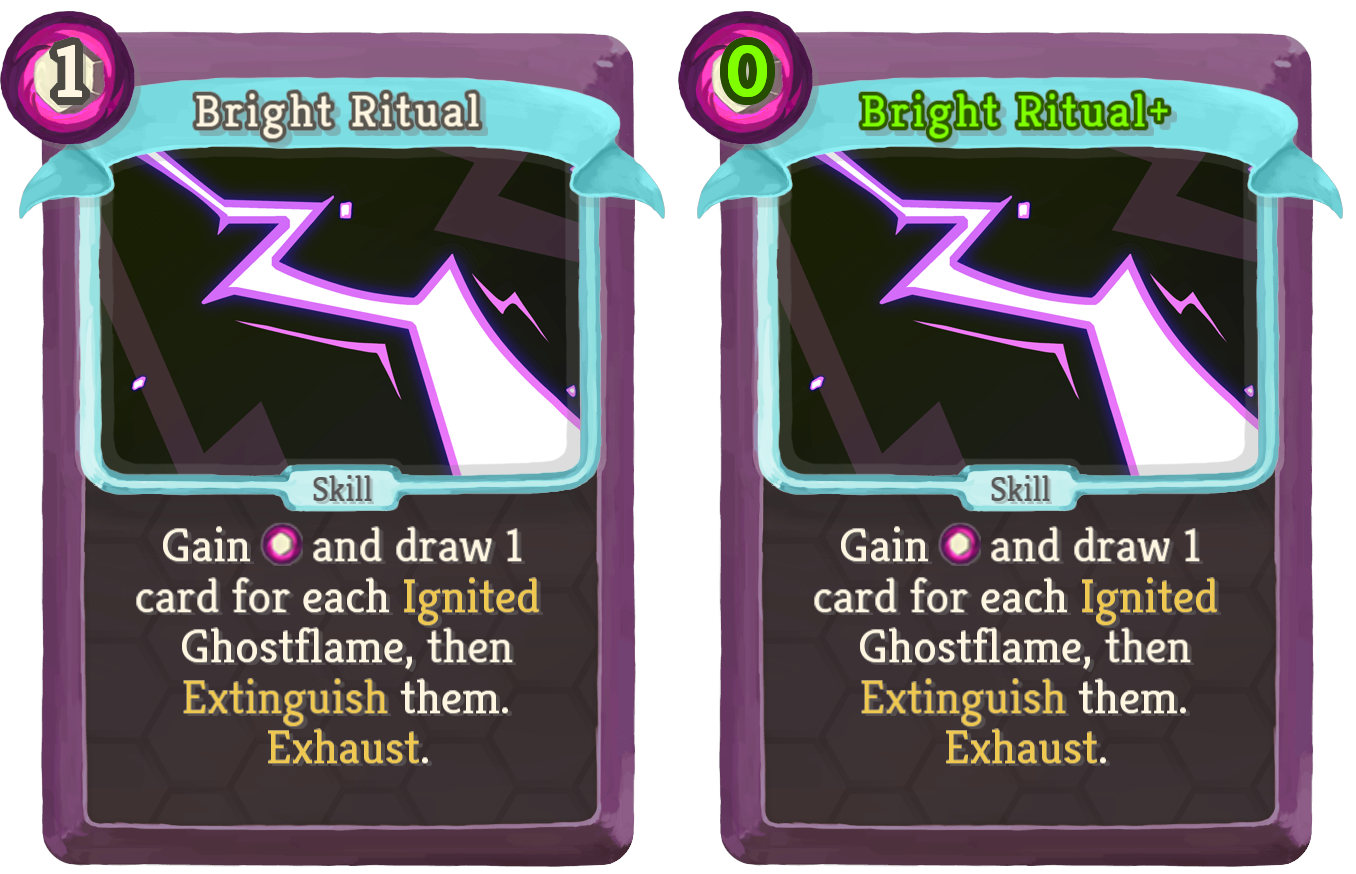 1
Bright Ritual
Skill
Gain and draw 1
card for each Ignited
Ghostflame, then
Extinguish them.
Exhaust.
0
Bright Ritual+
Skill
Gain and draw 1
card for each Ignited
Ghostflame, then
Extinguish them.
Exhaust.